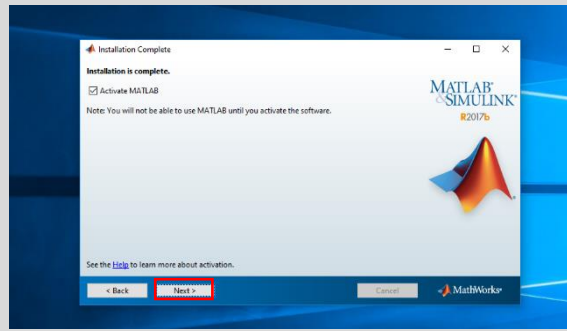 Installation Complete
Installation is complete.
Activate MATLAB
Note: You will not be able to use MATLAB until you activate the software.
MATLAB®
&SIMULINK®
R2017b
See the Help to learn more about activation.
< Back Next > Cancel MathWorks®